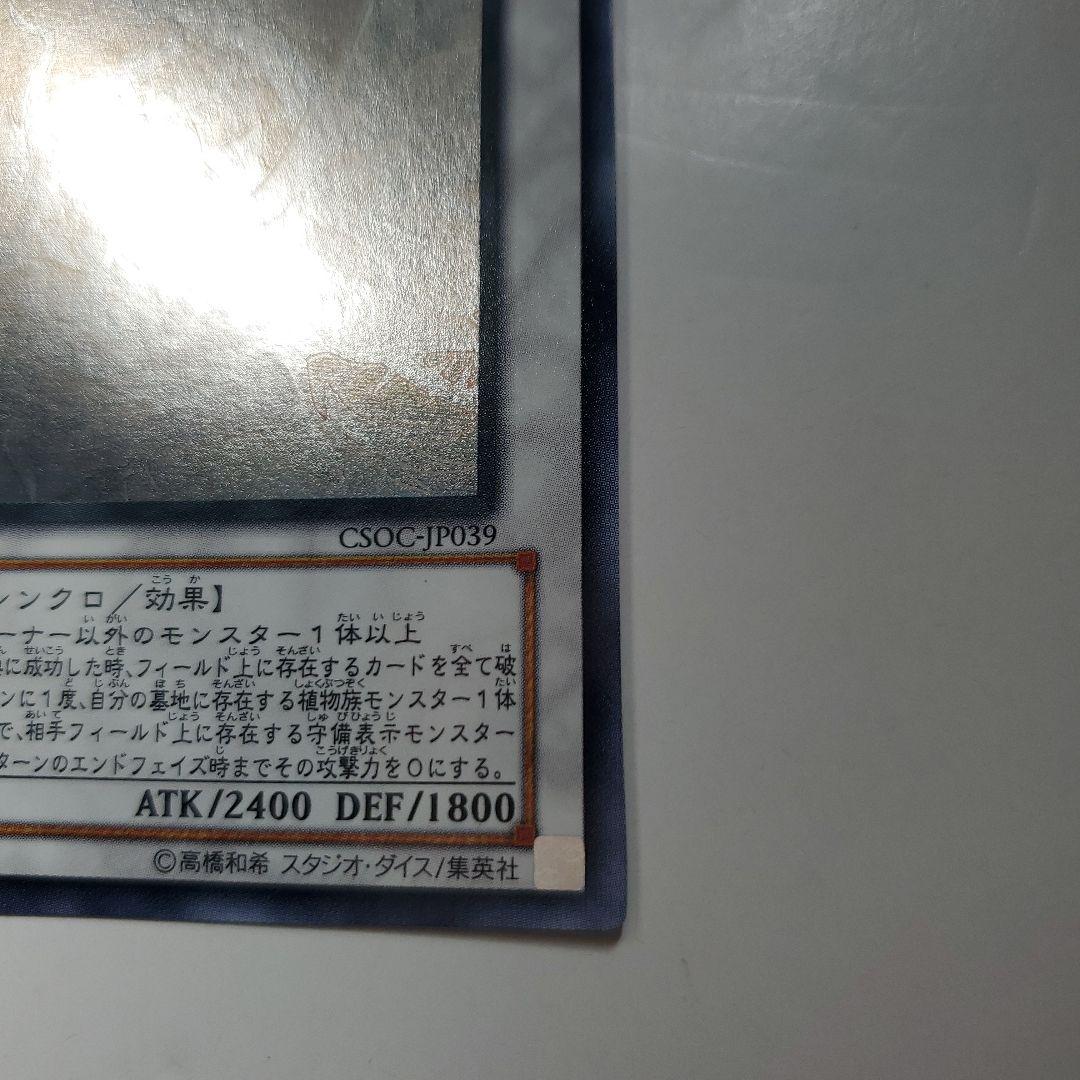 CSOC-JP039
シンクロ／効果】
ーナー以外のモンスター１体以上
に成功した時、フィールド上に存在するカードを全て破
ンに１度、自分の墓地に存在する植物族モンスター１体
で、相手フィールド上に存在する守備表示モンスター
ターンのエンドフェイズ時までその攻撃力を０にする。
ATK/2400 DEF/1800
©高橋和希 スタジオ・ダイス/集英社